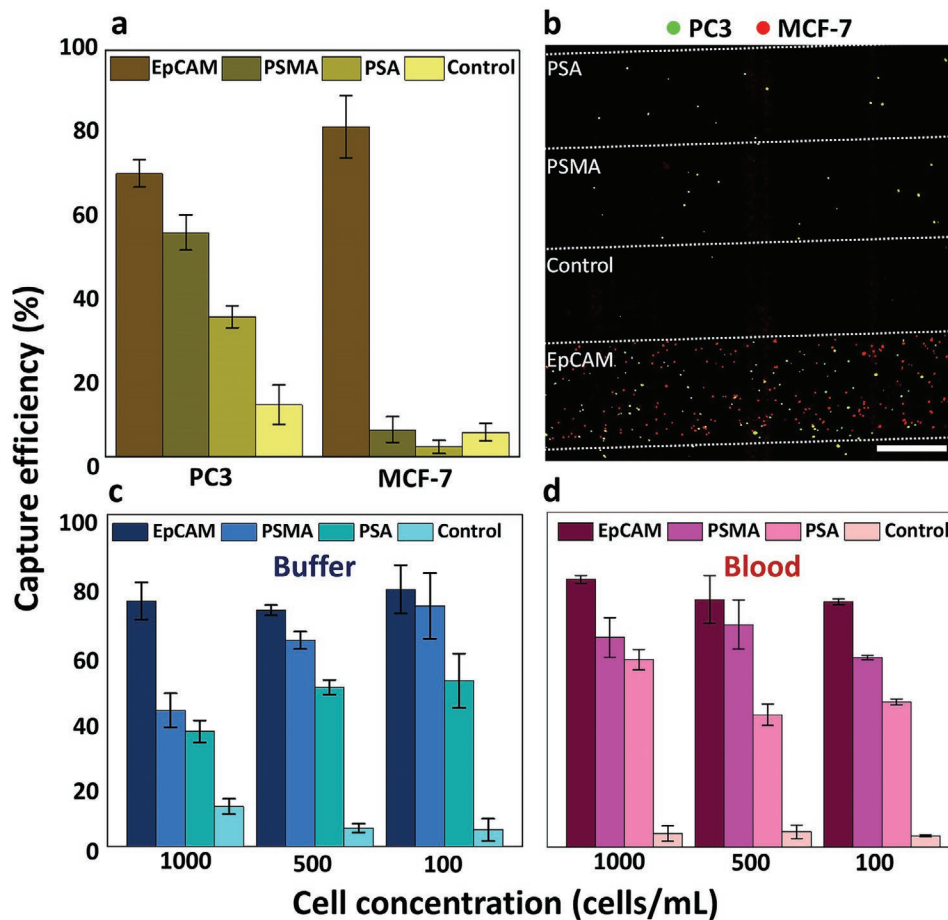 a
100
80
60
40
20
0
EpCAM PSMA PSA Control
PC3 MCF-7
b
PC3 MCF-7
PSA
PSMA
Control
EpCAM
Capture efficiency (%)
c
100
80
60
40
20
0
EpCAM PSMA PSA Control
Buffer
1000 500 100
d
EpCAM PSMA PSA Control
Blood
1000 500 100
Cell concentration (cells/mL)